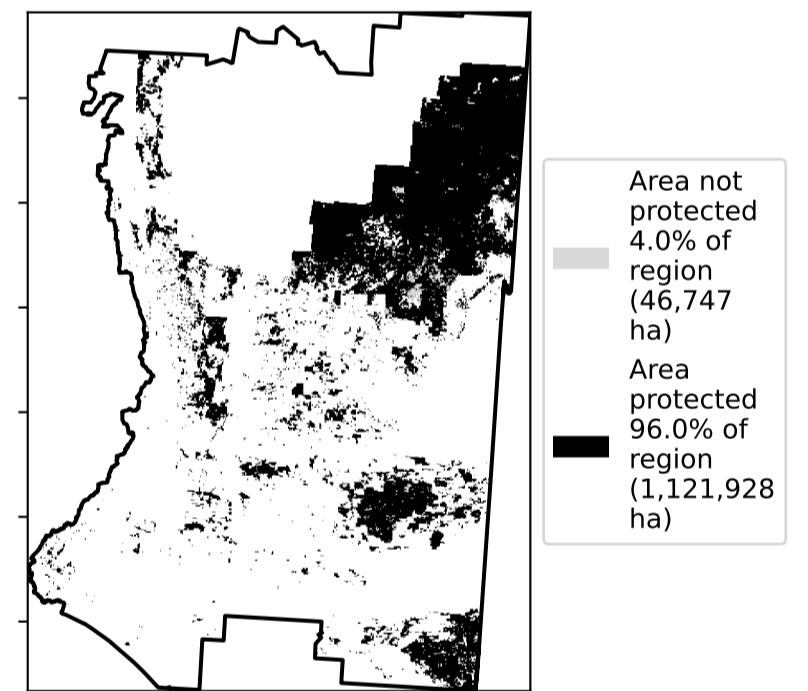 Area not
protected
4.0% of
region
(46,747
ha)
Area
protected
96.0% of
region
(1,121,928
ha)